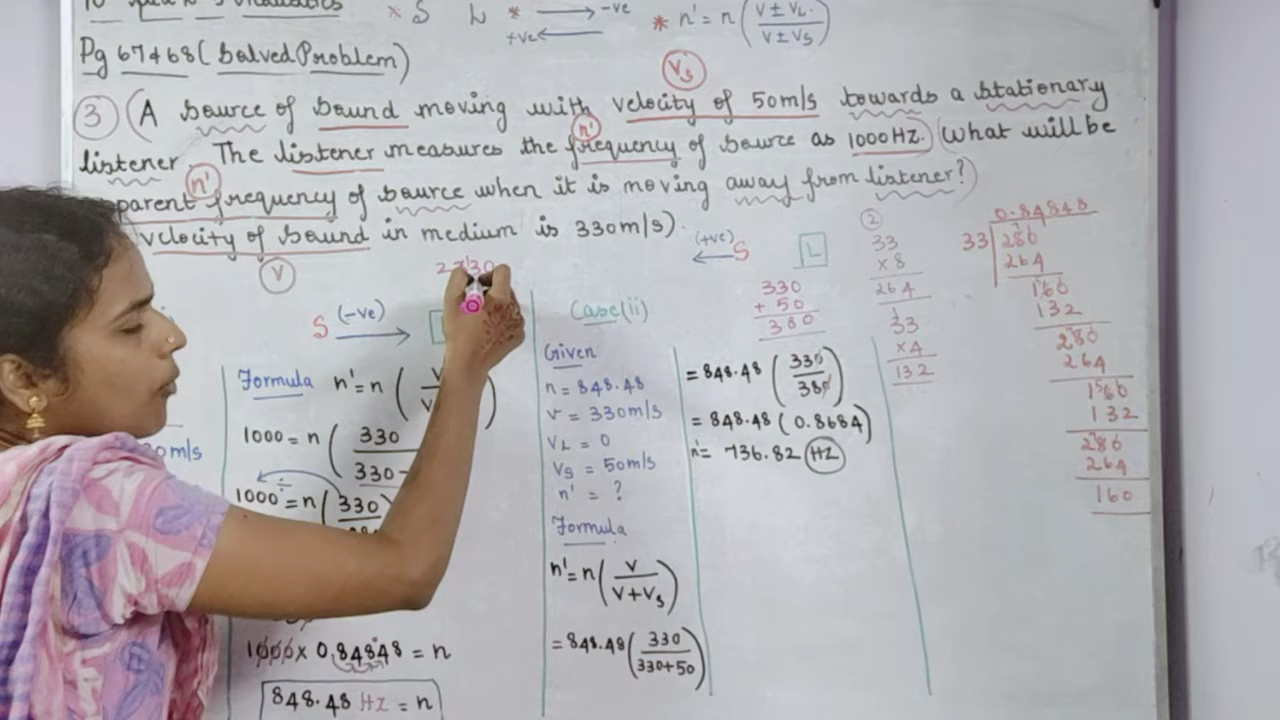 × S L * ⟶ -ve * n' = n (V ± VL / V ± VS)
+ve ⟵
Pg 67 & 68 (Solved Problem)
VS
③ (A source of sound moving with velocity of 50m/s towards a stationary
n'
listener. The listener measures the frequency of source as 1000HZ. (What will be
n'
parent frequency of source when it is moving away from listener?)
velocity of sound in medium is 330m/s).
V
S (-ve) ⟶
Formula n' = n (V
1000 = n (330 / 330-
1000 ÷ = n (330
0m/s
1000 × 0.84848 = n
848.48 HZ = n
Case(ii)
Given
n = 848.48
v = 330m/s
VL = 0
VS = 50m/s
n' = ?
Formula
n' = n (V / V+VS)
= 848.48 (330 / 330+50)
(+ve) S L
⟵
330
+ 50
380
= 848.48 (330 / 380)
= 848.48 (0.8684)
n' = 736.82 HZ
②
33
×8
264
33
×4
132
0.84848
33 280
264
160
132
280
264
160
132
280
264
160